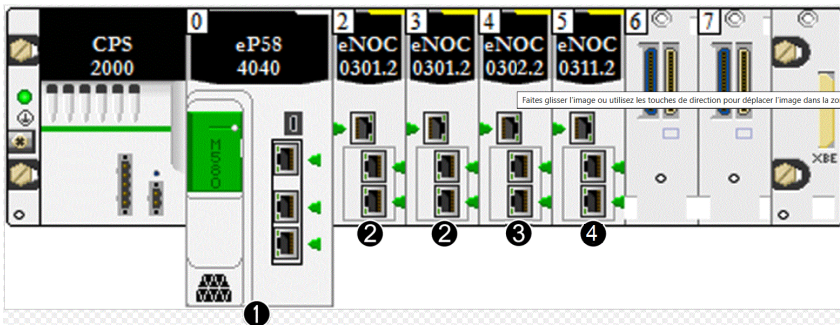 0
2
3
4
5
6
7
CPS
2000
eP58
4040
eNOC
0301.2
eNOC
0301.2
eNOC
0302.2
eNOC
0311.2
Faites glisser l'image ou utilisez les touches de direction pour déplacer l'image dans la zo
M580
XBE
2
2
3
4
1